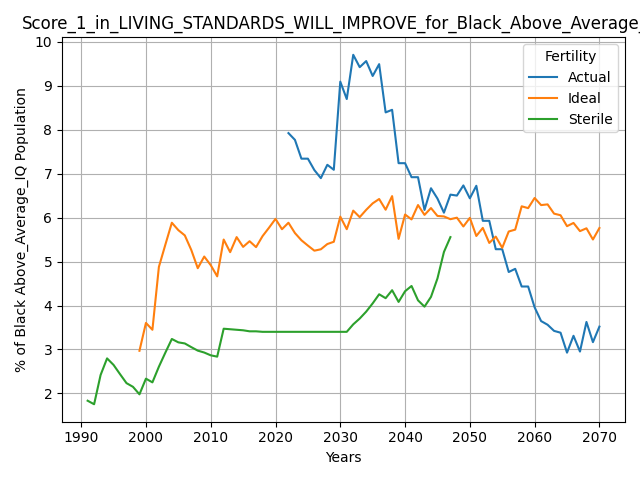 Score_1_in_LIVING_STANDARDS_WILL_IMPROVE_for_Black_Above_Average_
% of Black Above_Average_IQ Population
10
9
8
7
6
5
4
3
2
Fertility
Actual
Ideal
Sterile
1990 2000 2010 2020 2030 2040 2050 2060 2070
Years